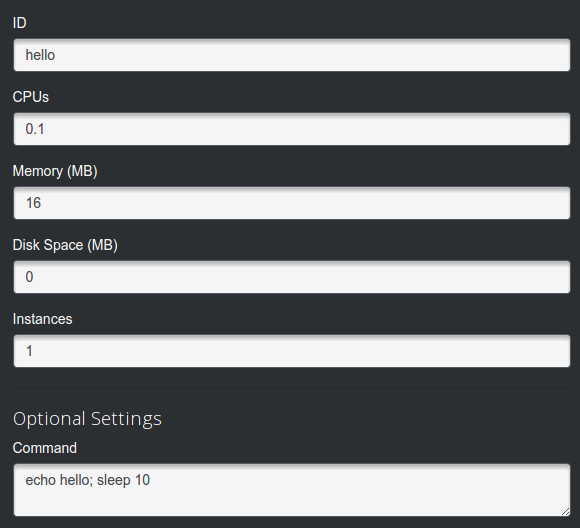 ID
hello
CPUs
0.1
Memory (MB)
16
Disk Space (MB)
0
Instances
1
Optional Settings
Command
echo hello; sleep 10